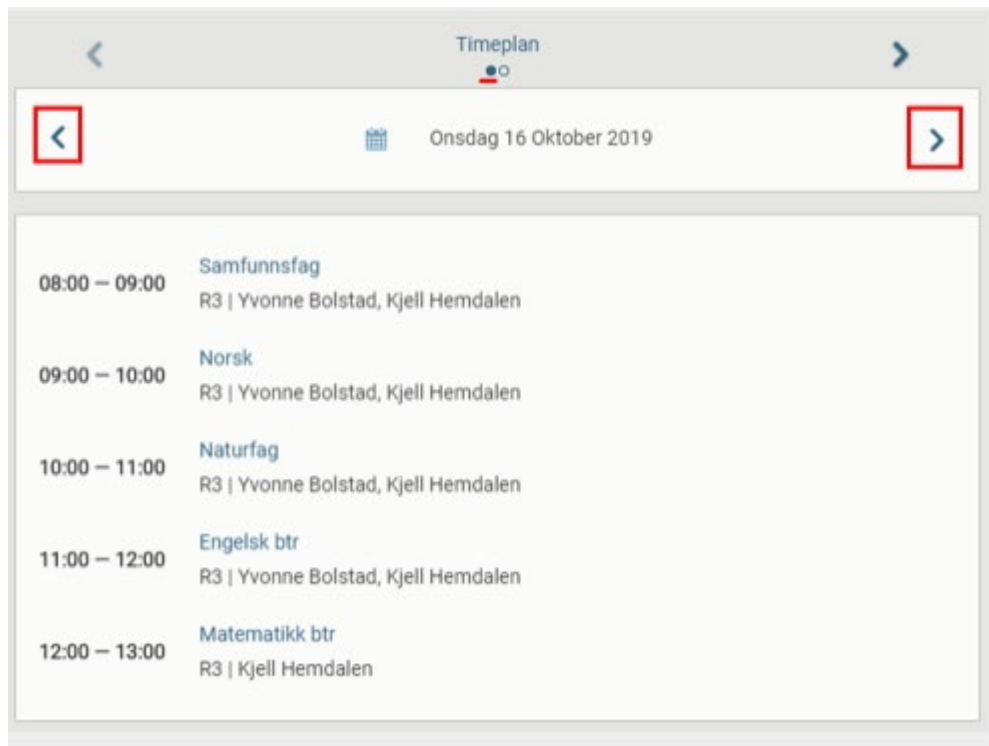 Timeplan
Onsdag 16 Oktober 2019
08:00 — 09:00
Samfunnsfag
R3 | Yvonne Bolstad, Kjell Hemdalen
09:00 — 10:00
Norsk
R3 | Yvonne Bolstad, Kjell Hemdalen
10:00 — 11:00
Naturfag
R3 | Yvonne Bolstad, Kjell Hemdalen
11:00 — 12:00
Engelsk btr
R3 | Yvonne Bolstad, Kjell Hemdalen
12:00 — 13:00
Matematikk btr
R3 | Kjell Hemdalen